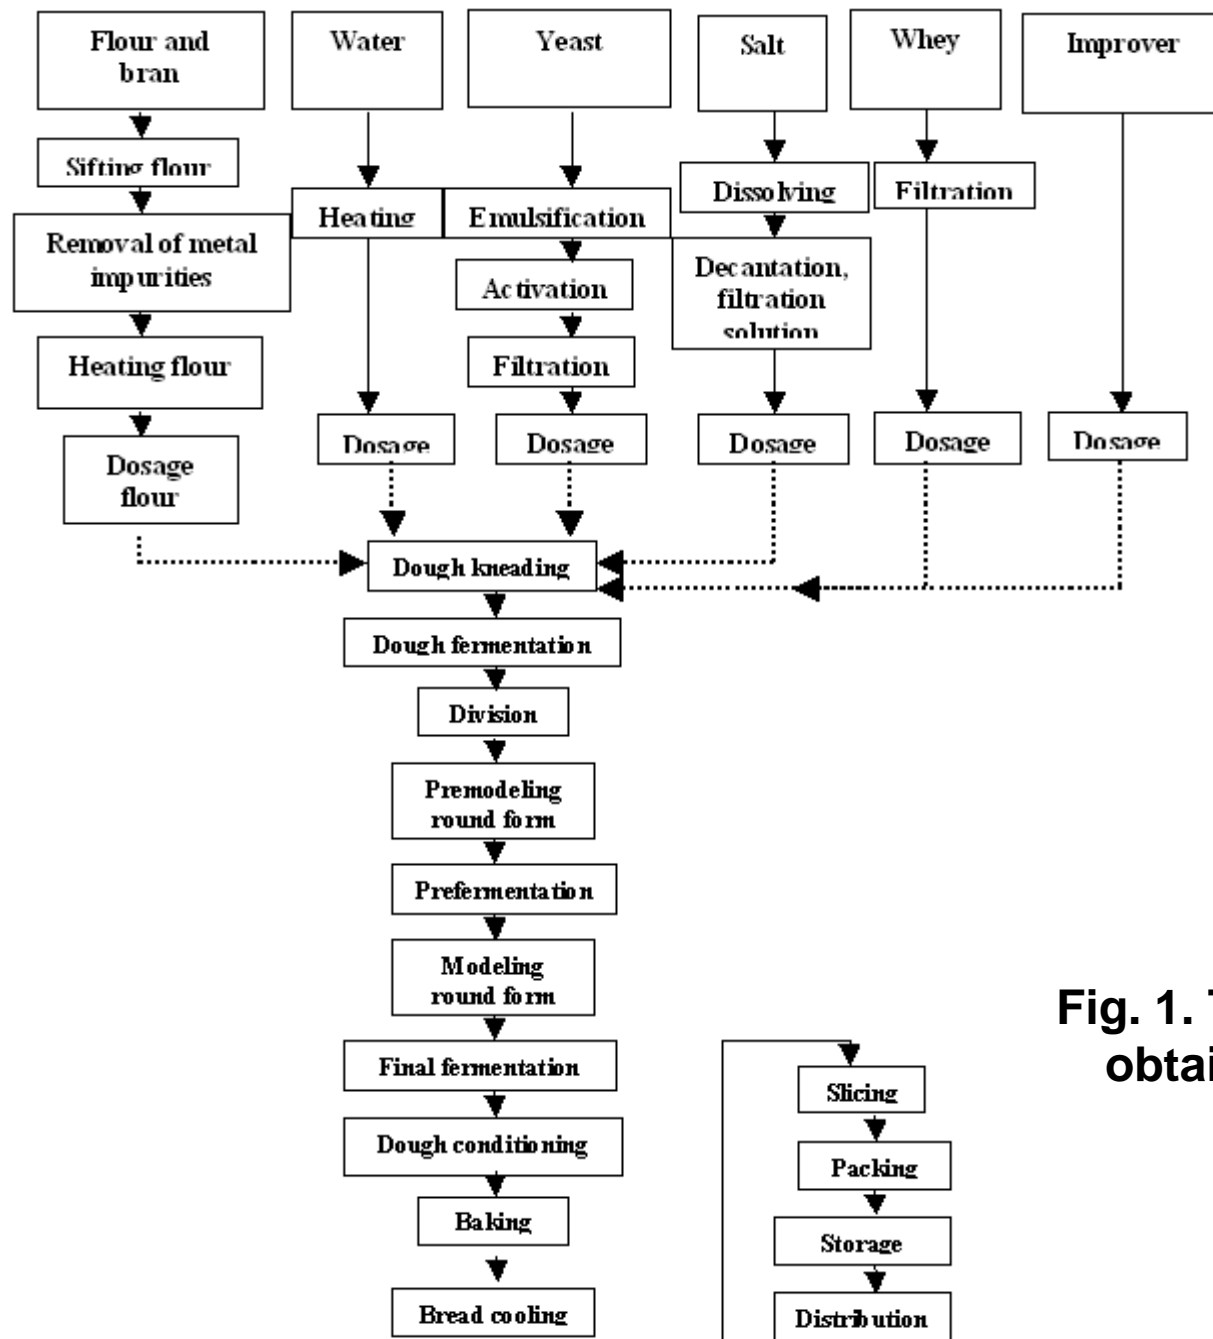 Flour and
bran
Water
Yeast
Salt
Whey
Improver
Sifting flour
Removal of metal
impurities
Heating flour
Dosage
flour
Heating
Dosage
Emulsification
Activation
Filtration
Dosage
Dissolving
Decantation,
filtration
solution
Dosage
Filtration
Dosage
Dosage
Dough kneading
Dough fermentation
Division
Premodeling
round form
Prefermentation
Modeling
round form
Final fermentation
Dough conditioning
Baking
Bread cooling
Slicing
Packing
Storage
Distribution
Fig. 1.